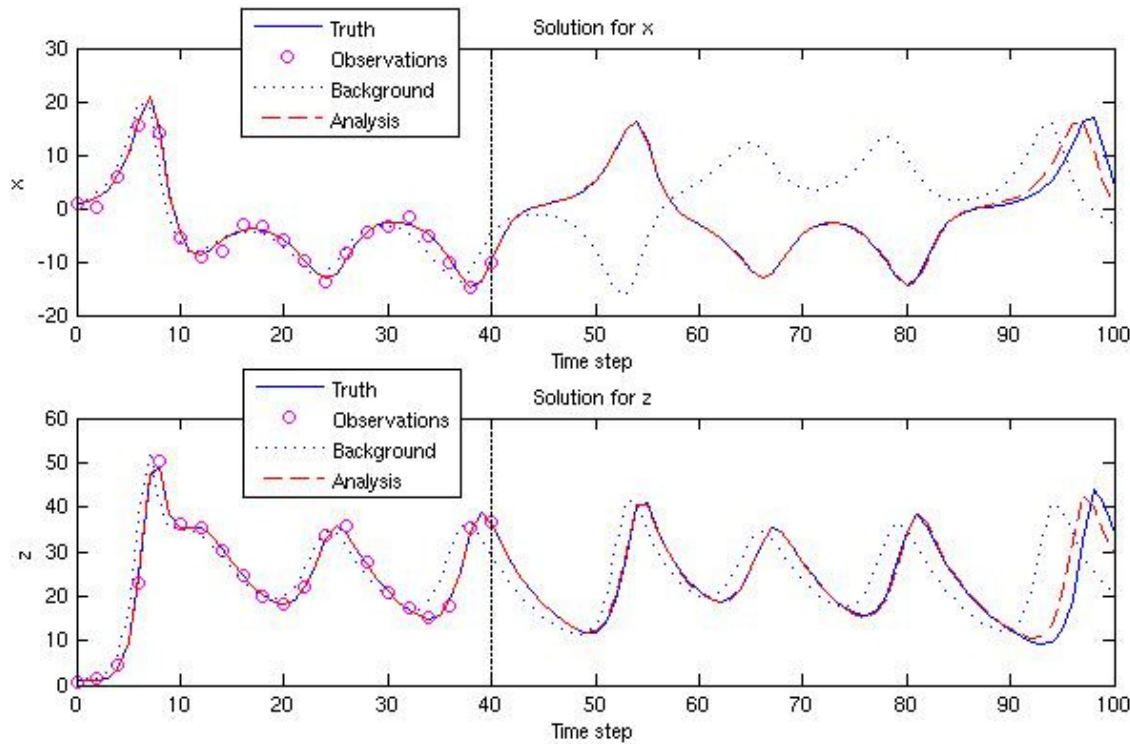 Truth
Observations
Background
Analysis
Solution for x
30
20
10
0
-10
-20
x
0 10 20 30 40 50 60 70 80 90 100
Time step
Truth
Observations
Background
Analysis
Solution for z
60
50
40
30
20
10
0
z
0 10 20 30 40 50 60 70 80 90 100
Time step